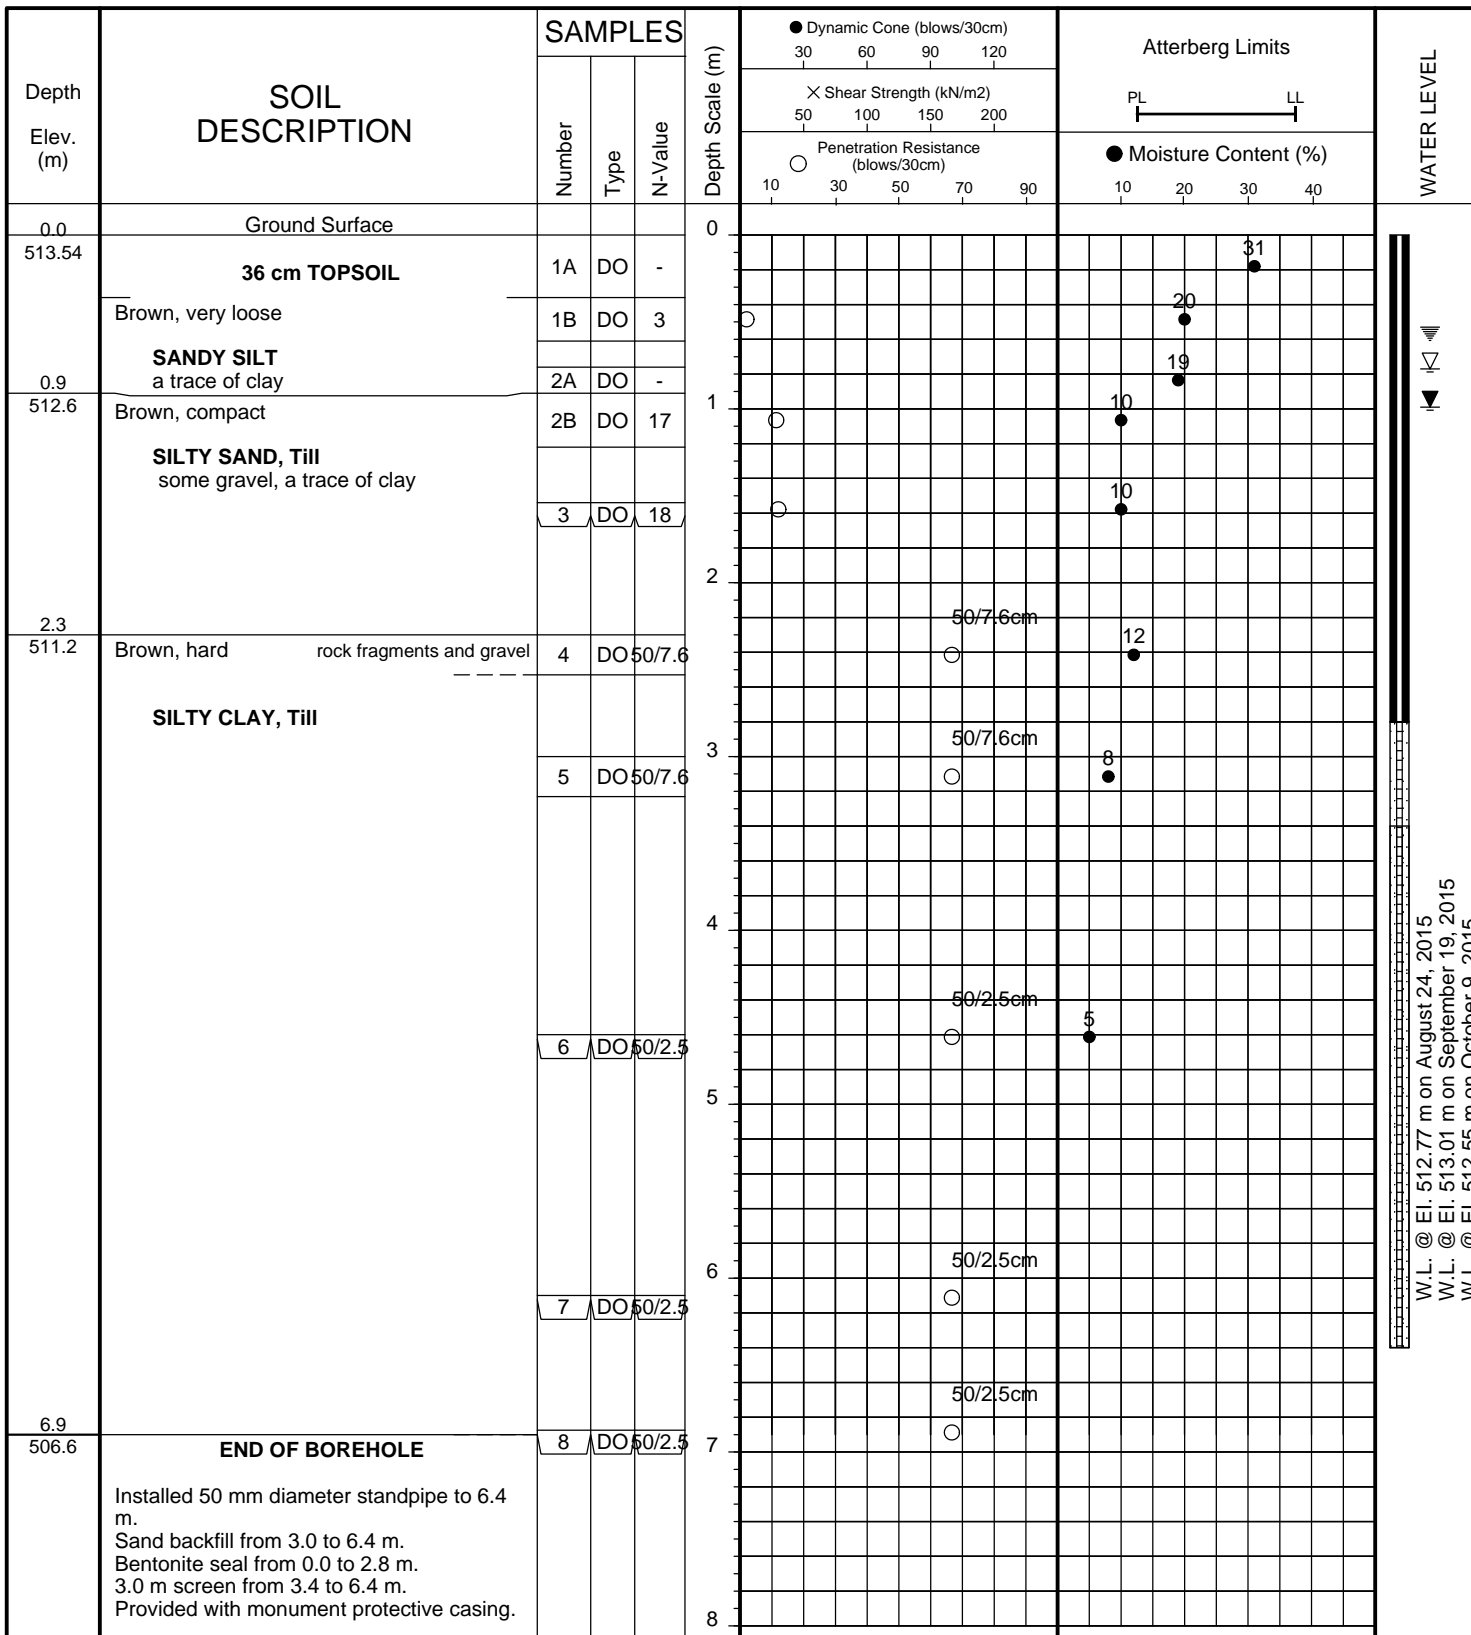 Depth
Elev.
(m)
SOIL
DESCRIPTION
SAMPLES
Number
Type
N-Value
Depth Scale (m)
Dynamic Cone (blows/30cm)
30 60 90 120
Shear Strength (kN/m2)
50 100 150 200
Penetration Resistance
(blows/30cm)
10 30 50 70 90
Atterberg Limits
PL LL
Moisture Content (%)
10 20 30 40
WATER LEVEL
0.0 Ground Surface 0
513.54
36 cm TOPSOIL 1A DO - 31
Brown, very loose 1B DO 3 20
SANDY SILT
a trace of clay 2A DO - 19
0.9
512.6 Brown, compact 2B DO 17 1 10
SILTY SAND, Till
some gravel, a trace of clay
3 DO 18 10
2
2.3 50/7.6cm
511.2 Brown, hard rock fragments and gravel 4 DO 50/7.6 12
SILTY CLAY, Till
3 50/7.6cm
5 DO 50/7.6 8
4
50/2.5cm
6 DO 50/2.5 5
5
6 50/2.5cm
7 DO 50/2.5
50/2.5cm
6.9
506.6 END OF BOREHOLE 8 DO 50/2.5 7
Installed 50 mm diameter standpipe to 6.4
m.
Sand backfill from 3.0 to 6.4 m.
Bentonite seal from 0.0 to 2.8 m.
3.0 m screen from 3.4 to 6.4 m.
Provided with monument protective casing.
8
W.L. @ El. 512.77 m on August 24, 2015
W.L. @ El. 513.01 m on September 19, 2015
W.L. @ El. 512.55 m on October 9, 2015